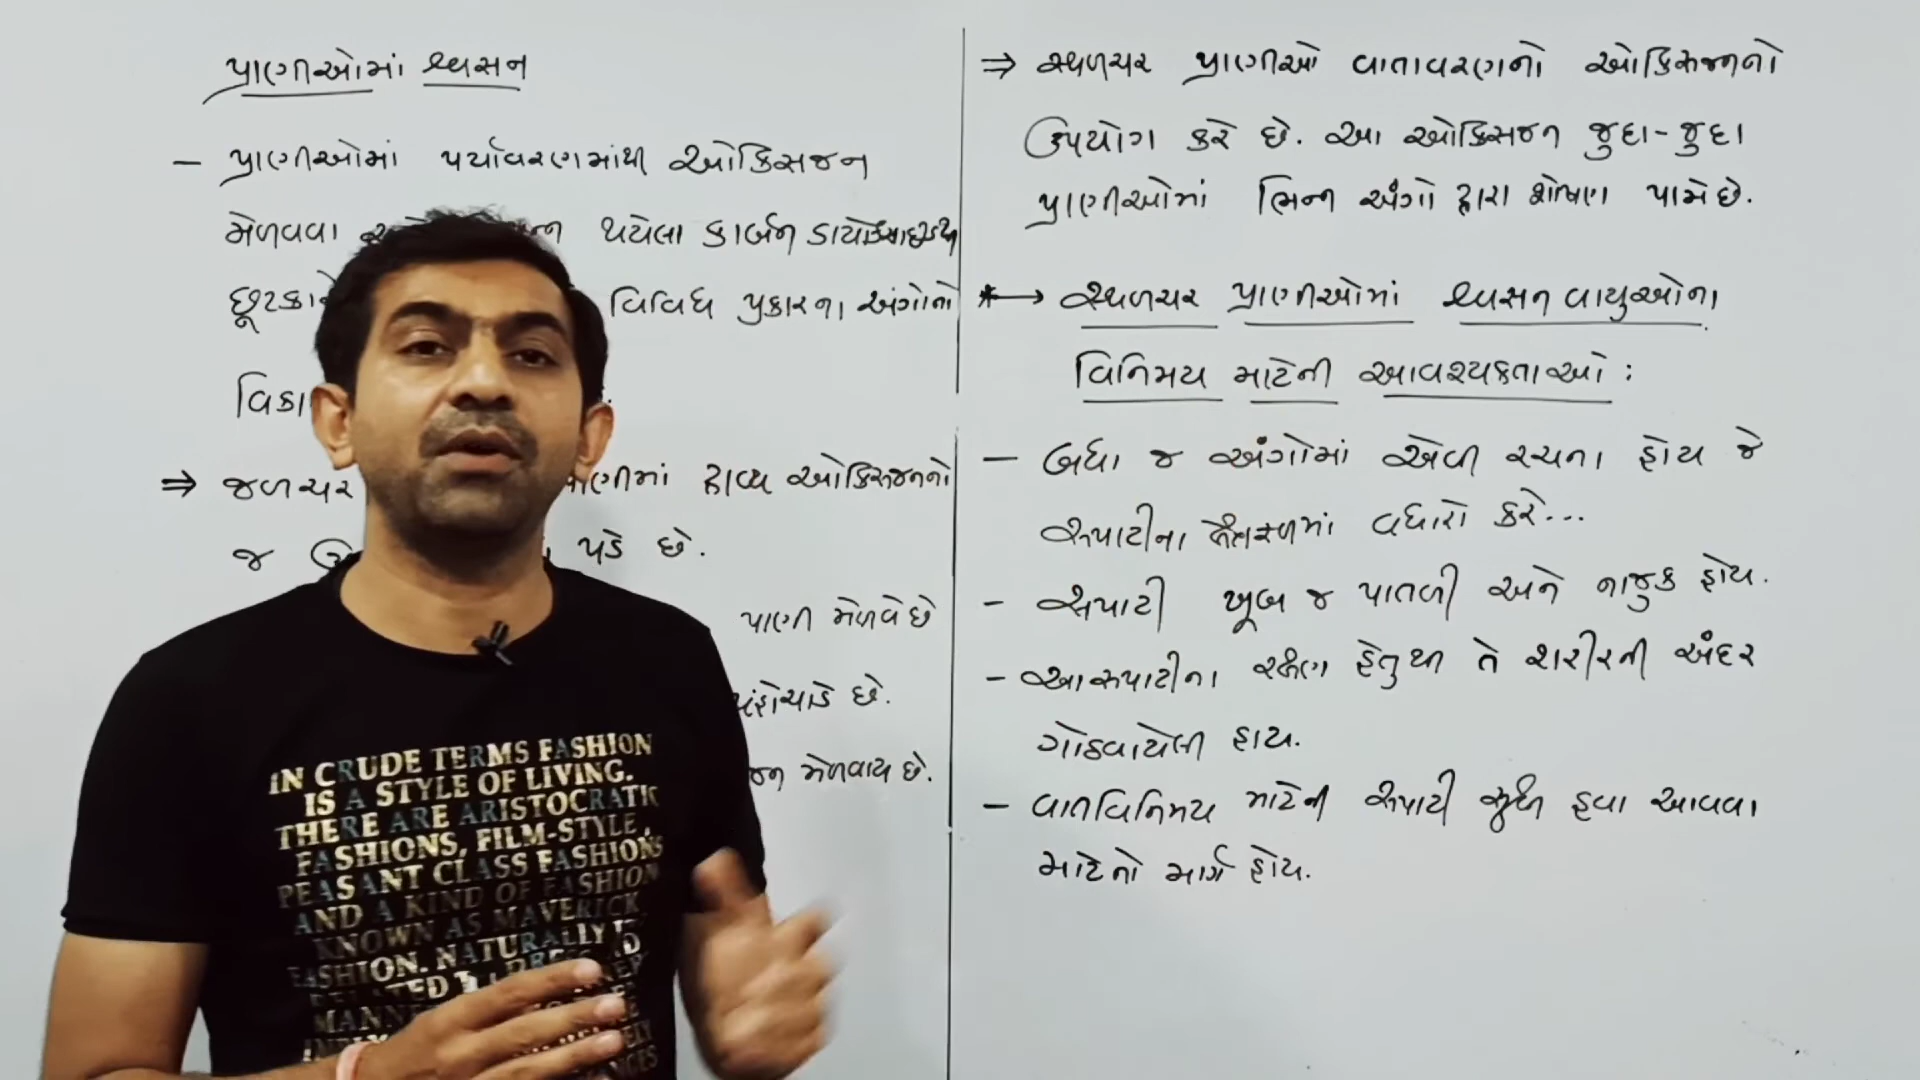 પ્રાણીઓમાં શ્વસન
- પ્રાણીઓમાં પર્યાવરણમાંથી ઓક્સિજન
મેળવવા થયેલા કાર્બન ડાયોક્સાઇડના
વિવિધ પ્રકારના અંગોનો
⇒ જળચર દ્રાવ્ય ઓક્સિજનનો
જ પડે છે.
પાણી મેળવે છે
છે.
મેળવાય છે.
⇒ સ્થળચર પ્રાણીઓ વાતાવરણનો ઓક્સિજનનો
ઉપયોગ કરે છે. આ ઓક્સિજન જુદા-જુદા
પ્રાણીઓમાં ભિન્ન અંગો દ્વારા શોષણ પામે છે.
*→ સ્થળચર પ્રાણીઓમાં શ્વસન વાયુઓના
વિનિમય માટેની આવશ્યકતાઓ :
- બધા જ અંગોમાં એવી રચના હોય જે
સપાટીના ક્ષેત્રફળમાં વધારો કરે...
- સપાટી ખૂબ જ પાતળી અને નાજુક હોય.
- આ સપાટીના રક્ષણ હેતુથી તે શરીરની અંદર
ગોઠવાયેલી હોય.
- વાતવિનિમય માટેની સપાટી સુધી હવા આવવા
માટેનો માર્ગ હોય.
IN CRUDE TERMS FASHION
IS A STYLE OF LIVING.
THERE ARE ARISTOCRATIC
FASHIONS, FILM-STYLE,
PEASANT CLASS FASHIONS
AND A KIND OF FASHION
KNOWN AS MAVERICK
FASHION. NATURALLY